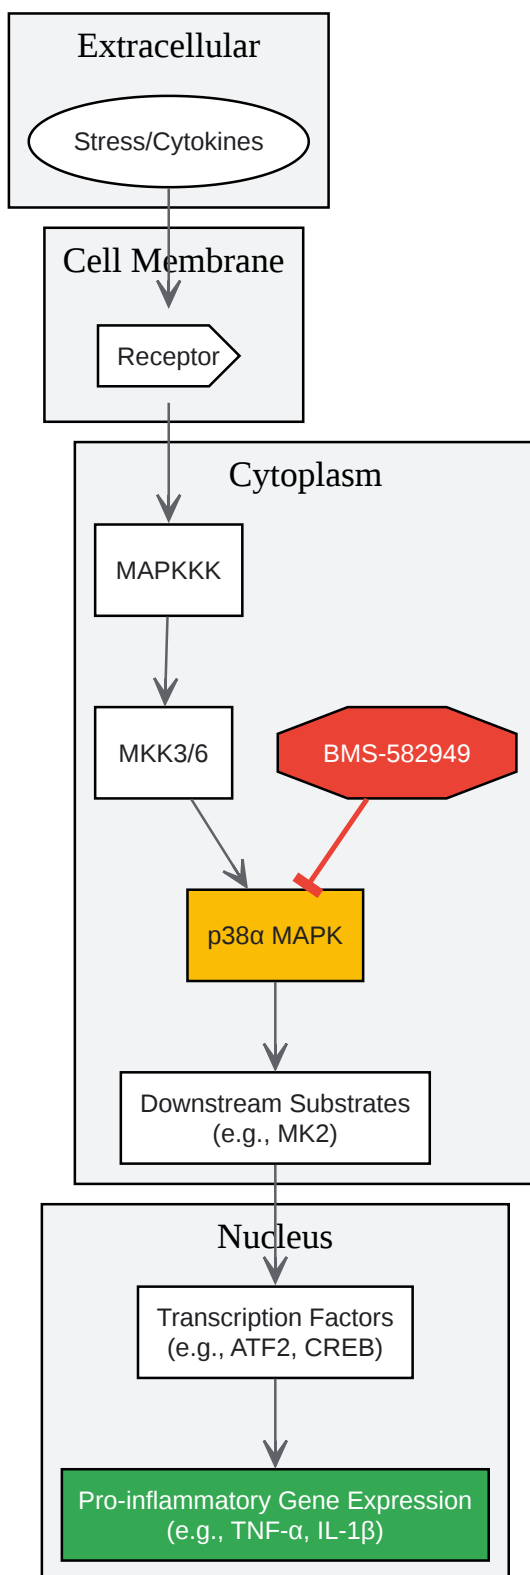 Extracellular
Stress/Cytokines
Cell Membrane
Receptor
Cytoplasm
MAPKKK
MKK3/6
BMS-582949
p38α MAPK
Downstream Substrates
(e.g., MK2)
Nucleus
Transcription Factors
(e.g., ATF2, CREB)
Pro-inflammatory Gene Expression
(e.g., TNF-α, IL-1β)